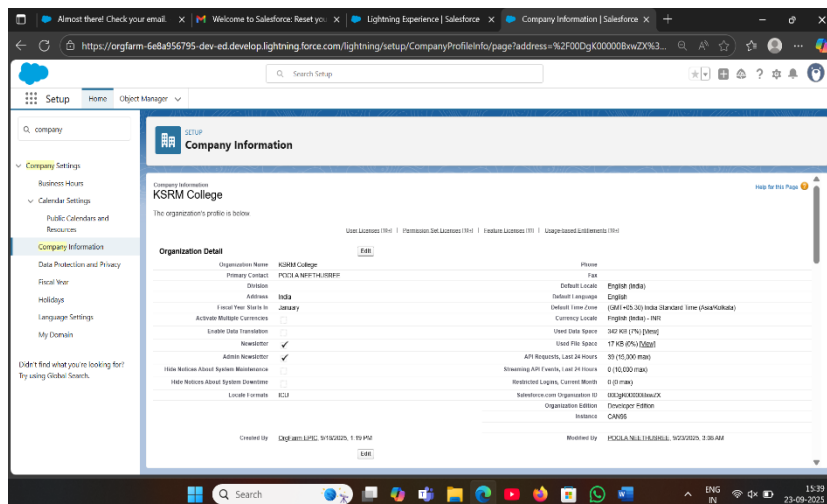 Almost there! Check your email.
Welcome to Salesforce: Reset you
Lightning Experience | Salesforce
Company Information | Salesforce
https://orgfarm-6e8a956795-dev-ed.develop.lightning.force.com/lightning/setup/CompanyProfileInfo/page?address=%2F00DgK00000BxwZX%3...
Search Setup
Setup
Home
Object Manager
company
Company Settings
Business Hours
Calendar Settings
Public Calendars and
Resources
Company Information
Data Protection and Privacy
Fiscal Year
Holidays
Language Settings
My Domain
Didn't find what you're looking for?
Try using Global Search.
SETUP
Company Information
Company Information
KSRM College
Help for this Page
The organization's profile is below.
User Licenses [10+] | Permission Set Licenses [10+] | Feature Licenses | Usage-based Entitlements [10+]
Organization Detail
Edit
Organization Name KSRM College Phone
Primary Contact POOLA NEETHUSREE Fax
Division Default Locale English (India)
Address India Default Language English
Fiscal Year Starts In January Default Time Zone (GMT+05:30) India Standard Time (Asia/Kolkata)
Activate Multiple Currencies Currency Locale English (India) - INR
Enable Data Translation Used Data Space 342 KB (7%) [View]
Newsletter Used File Space 17 KB (0%) [View]
Admin Newsletter API Requests, Last 24 Hours 39 (15,000 max)
Hide Notices About System Maintenance Streaming API Events, Last 24 Hours 0 (10,000 max)
Hide Notices About System Downtime Restricted Logins, Current Month 0 (0 max)
Locale Formats ICU Salesforce.com Organization ID 00DgK00000BxwZX
Organization Edition Developer Edition
Instance CAN96
Created By OrgFarm EPIC, 9/18/2025, 1:19 PM Modified By POOLA NEETHUSREE, 9/23/2025, 3:08 AM
Edit
Search
ENG
IN
15:39
23-09-2025